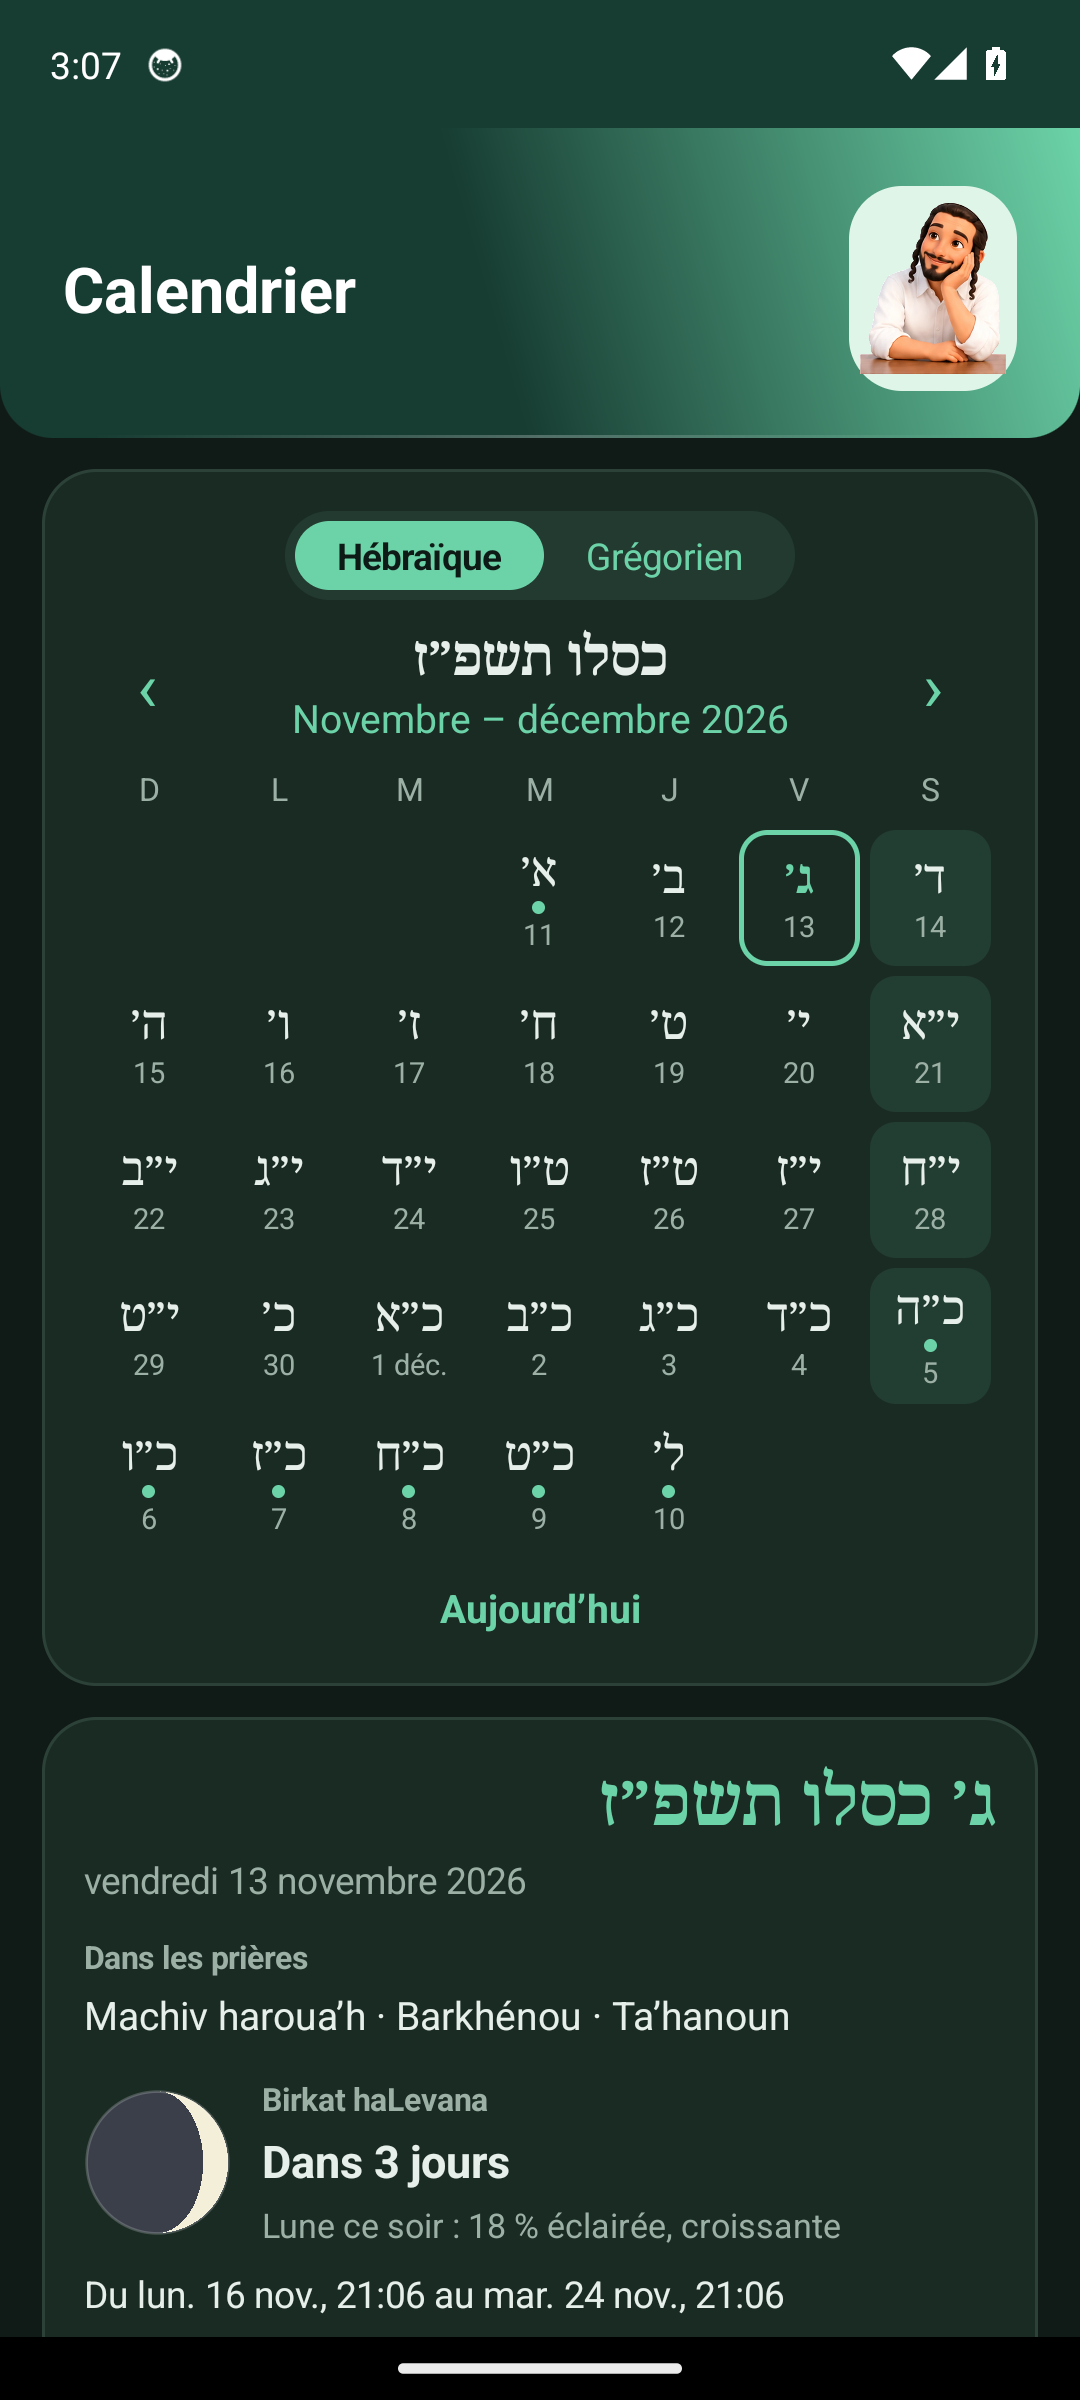 3:07
Calendrier
Hébraïque Grégorien
כסלו תשפ״ז
‹ ›
Novembre – décembre 2026
D L M M J V S
א׳ ב׳ ג׳ ד׳
11 12 13 14
ה׳ ו׳ ז׳ ח׳ ט׳ י׳ י״א
15 16 17 18 19 20 21
י״ב י״ג י״ד ט״ו ט״ז י״ז י״ח
22 23 24 25 26 27 28
י״ט כ׳ כ״א כ״ב כ״ג כ״ד כ״ה
29 30 1 déc. 2 3 4 5
כ״ו כ״ז כ״ח כ״ט ל׳
6 7 8 9 10
Aujourd’hui
ג׳ כסלו תשפ״ז
vendredi 13 novembre 2026
Dans les prières
Machiv haroua’h · Barkhénou · Ta’hanoun
Birkat haLevana
Dans 3 jours
Lune ce soir : 18 % éclairée, croissante
Du lun. 16 nov., 21:06 au mar. 24 nov., 21:06